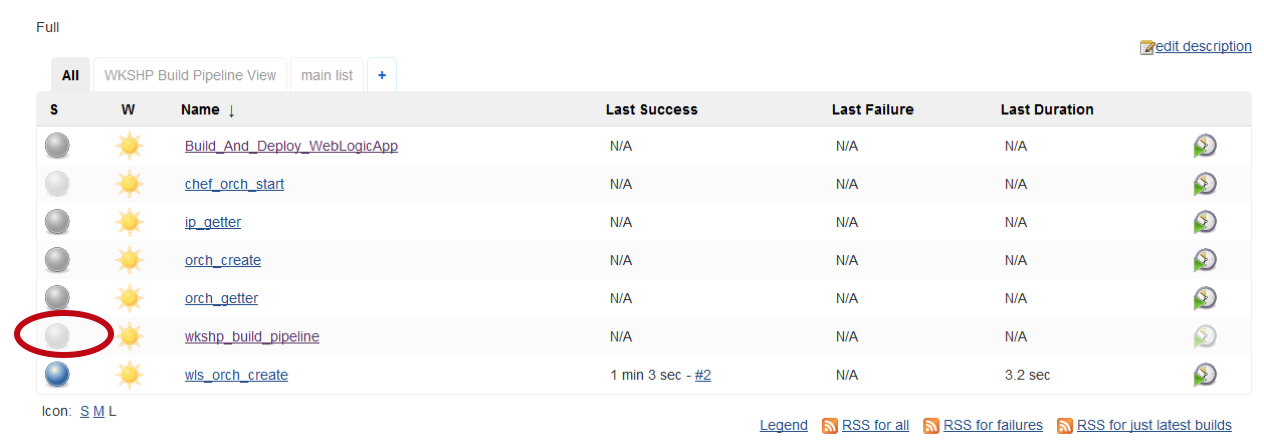 Full
edit description
All WKSHP Build Pipeline View main list +
S W Name ↓ Last Success Last Failure Last Duration
Build_And_Deploy_WebLogicApp N/A N/A N/A
chef_orch_start N/A N/A N/A
ip_getter N/A N/A N/A
orch_create N/A N/A N/A
orch_getter N/A N/A N/A
wkshp_build_pipeline N/A N/A N/A
wls_orch_create 1 min 3 sec - #2 N/A 3.2 sec
Icon: S M L
Legend RSS for all RSS for failures RSS for just latest builds